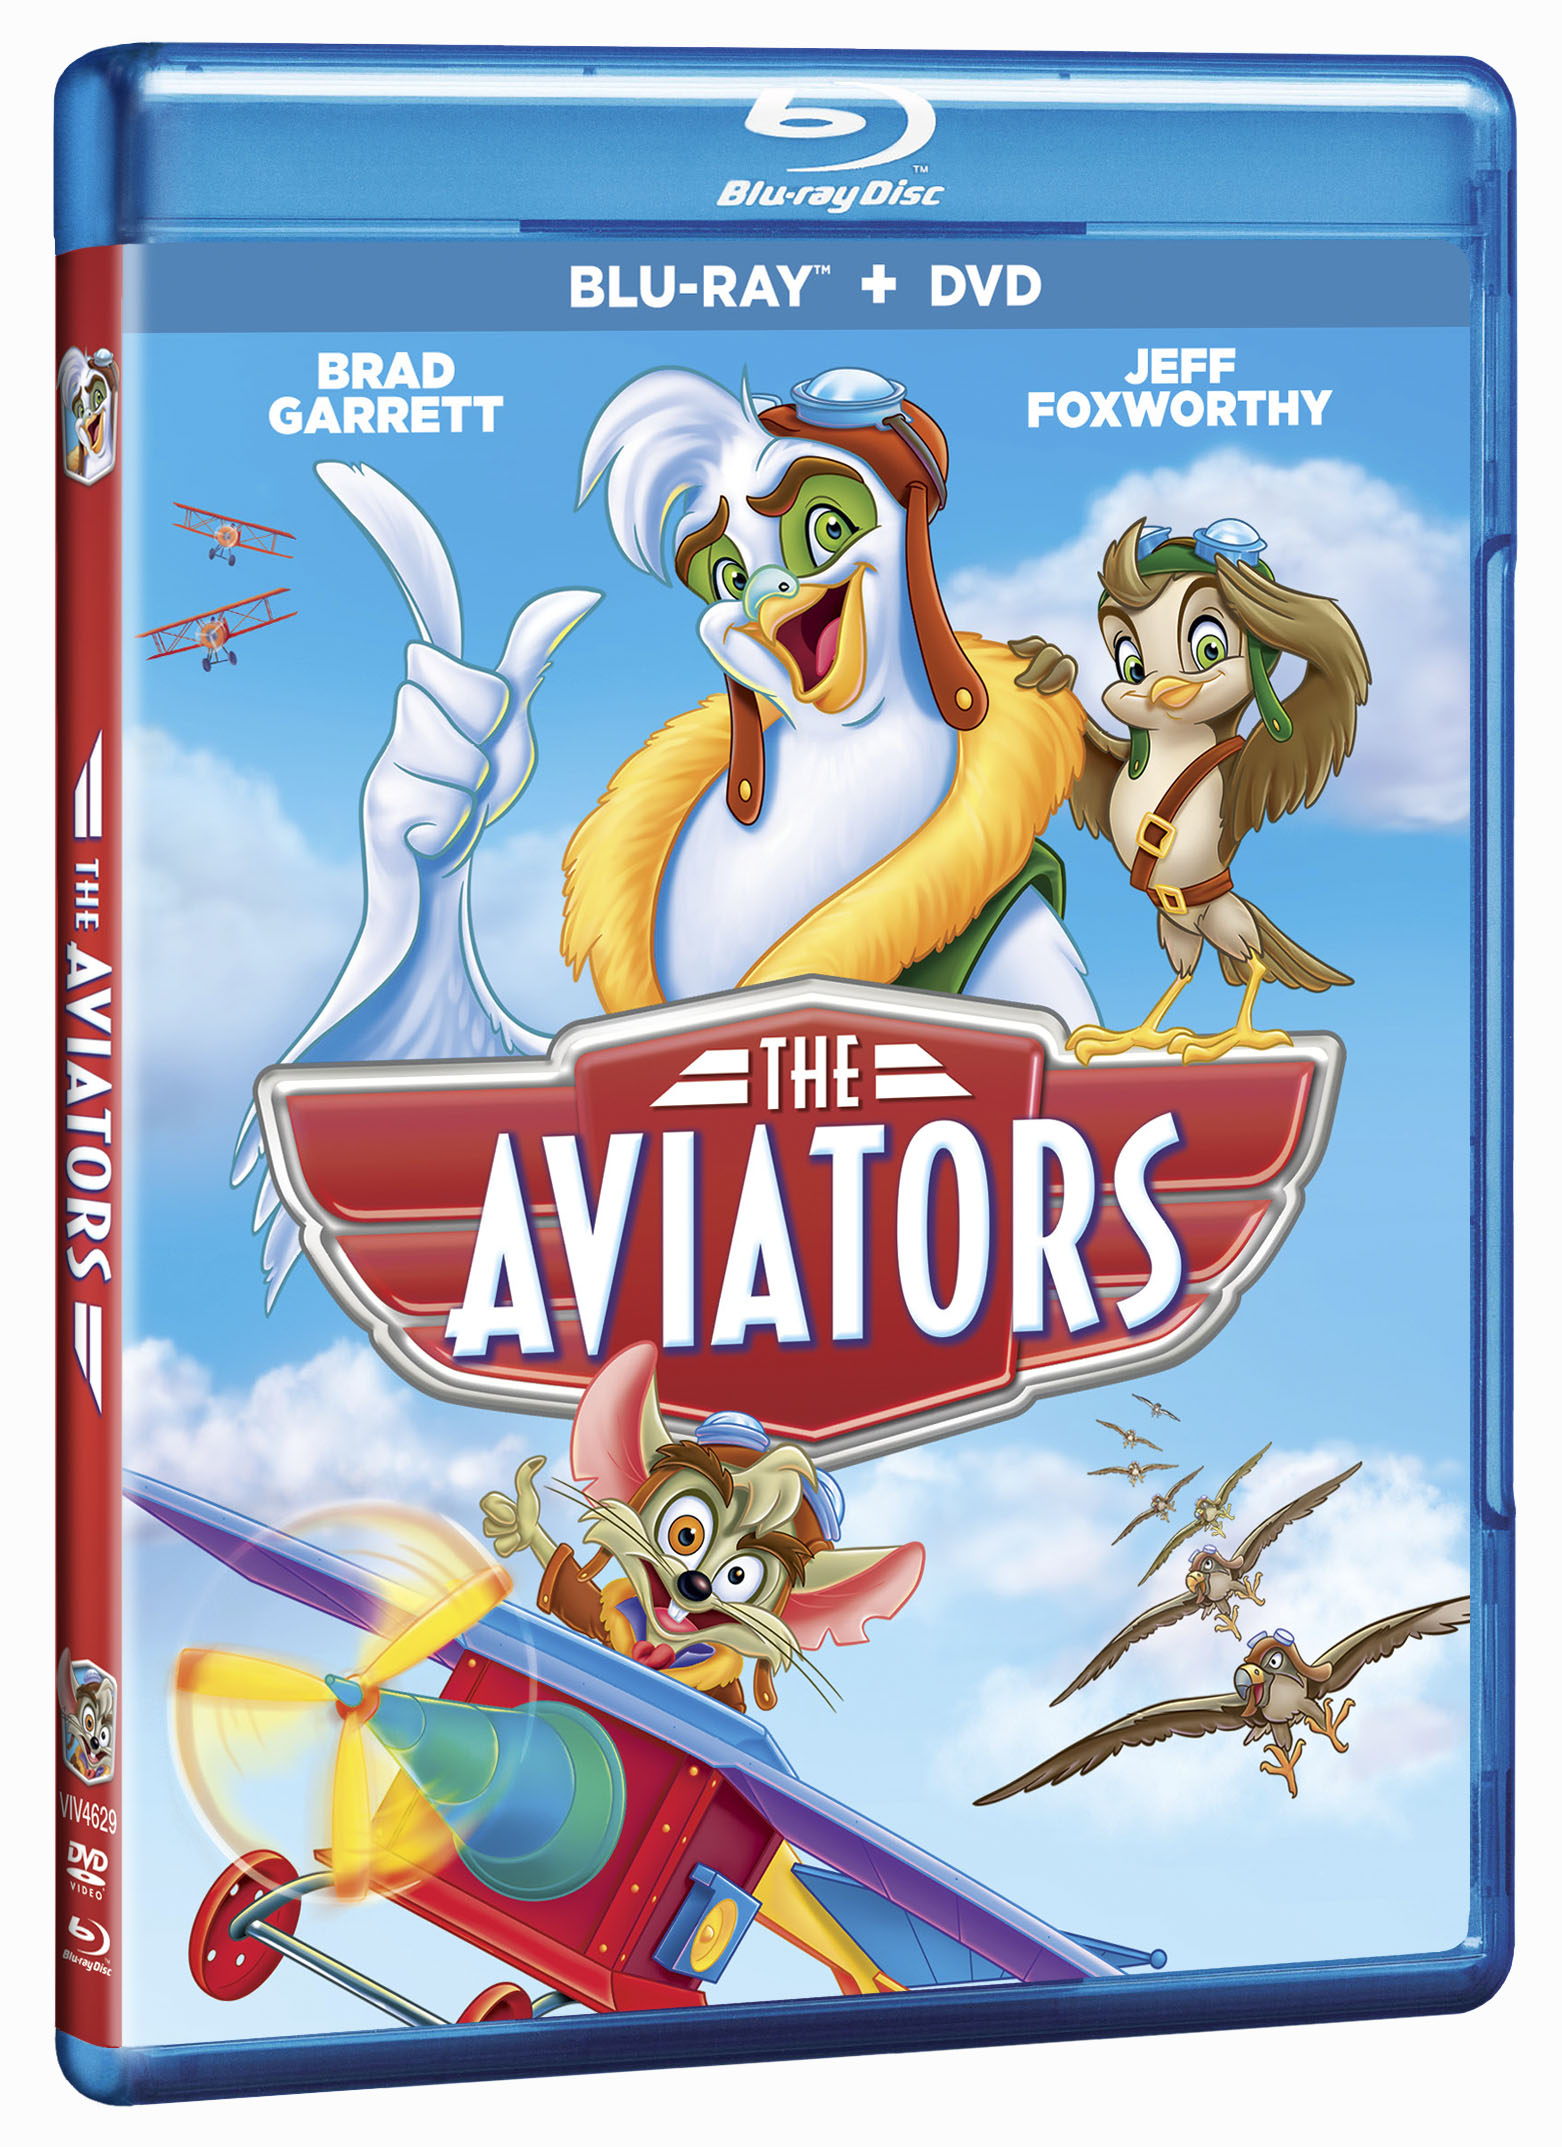 Blu-ray Disc™
BLU-RAY™ + DVD
BRAD
GARRETT
JEFF
FOXWORTHY
THE
AVIATORS
THE AVIATORS
VIV4629
DVD
VIDEO
Blu-ray Disc